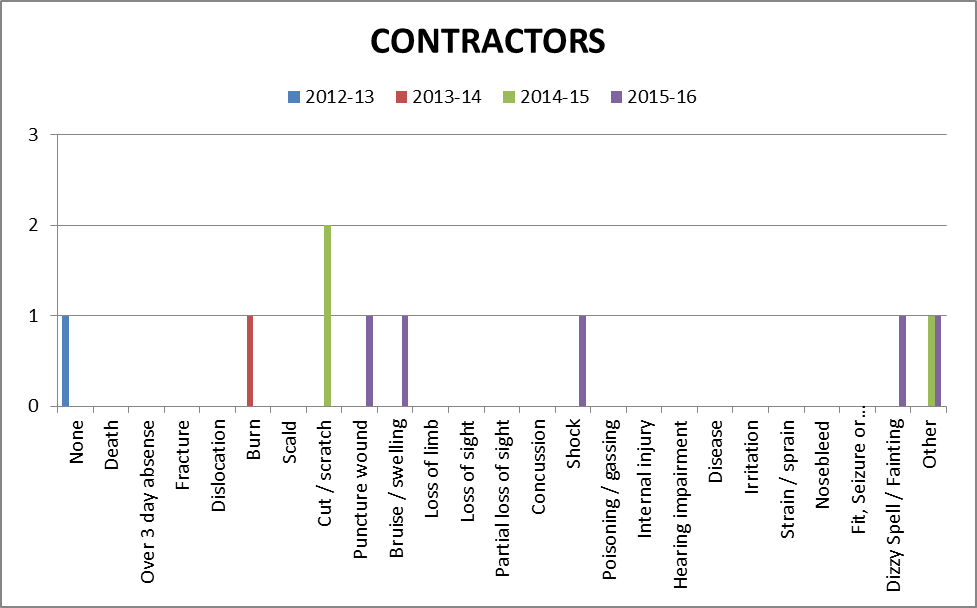 CONTRACTORS
2012-13 2013-14 2014-15 2015-16
3
2
1
0
None
Death
Over 3 day absense
Fracture
Dislocation
Burn
Scald
Cut / scratch
Puncture wound
Bruise / swelling
Loss of limb
Loss of sight
Partial loss of sight
Concussion
Shock
Poisoning / gassing
Internal injury
Hearing impairment
Disease
Irritation
Strain / sprain
Nosebleed
Fit, Seizure or…
Dizzy Spell / Fainting
Other